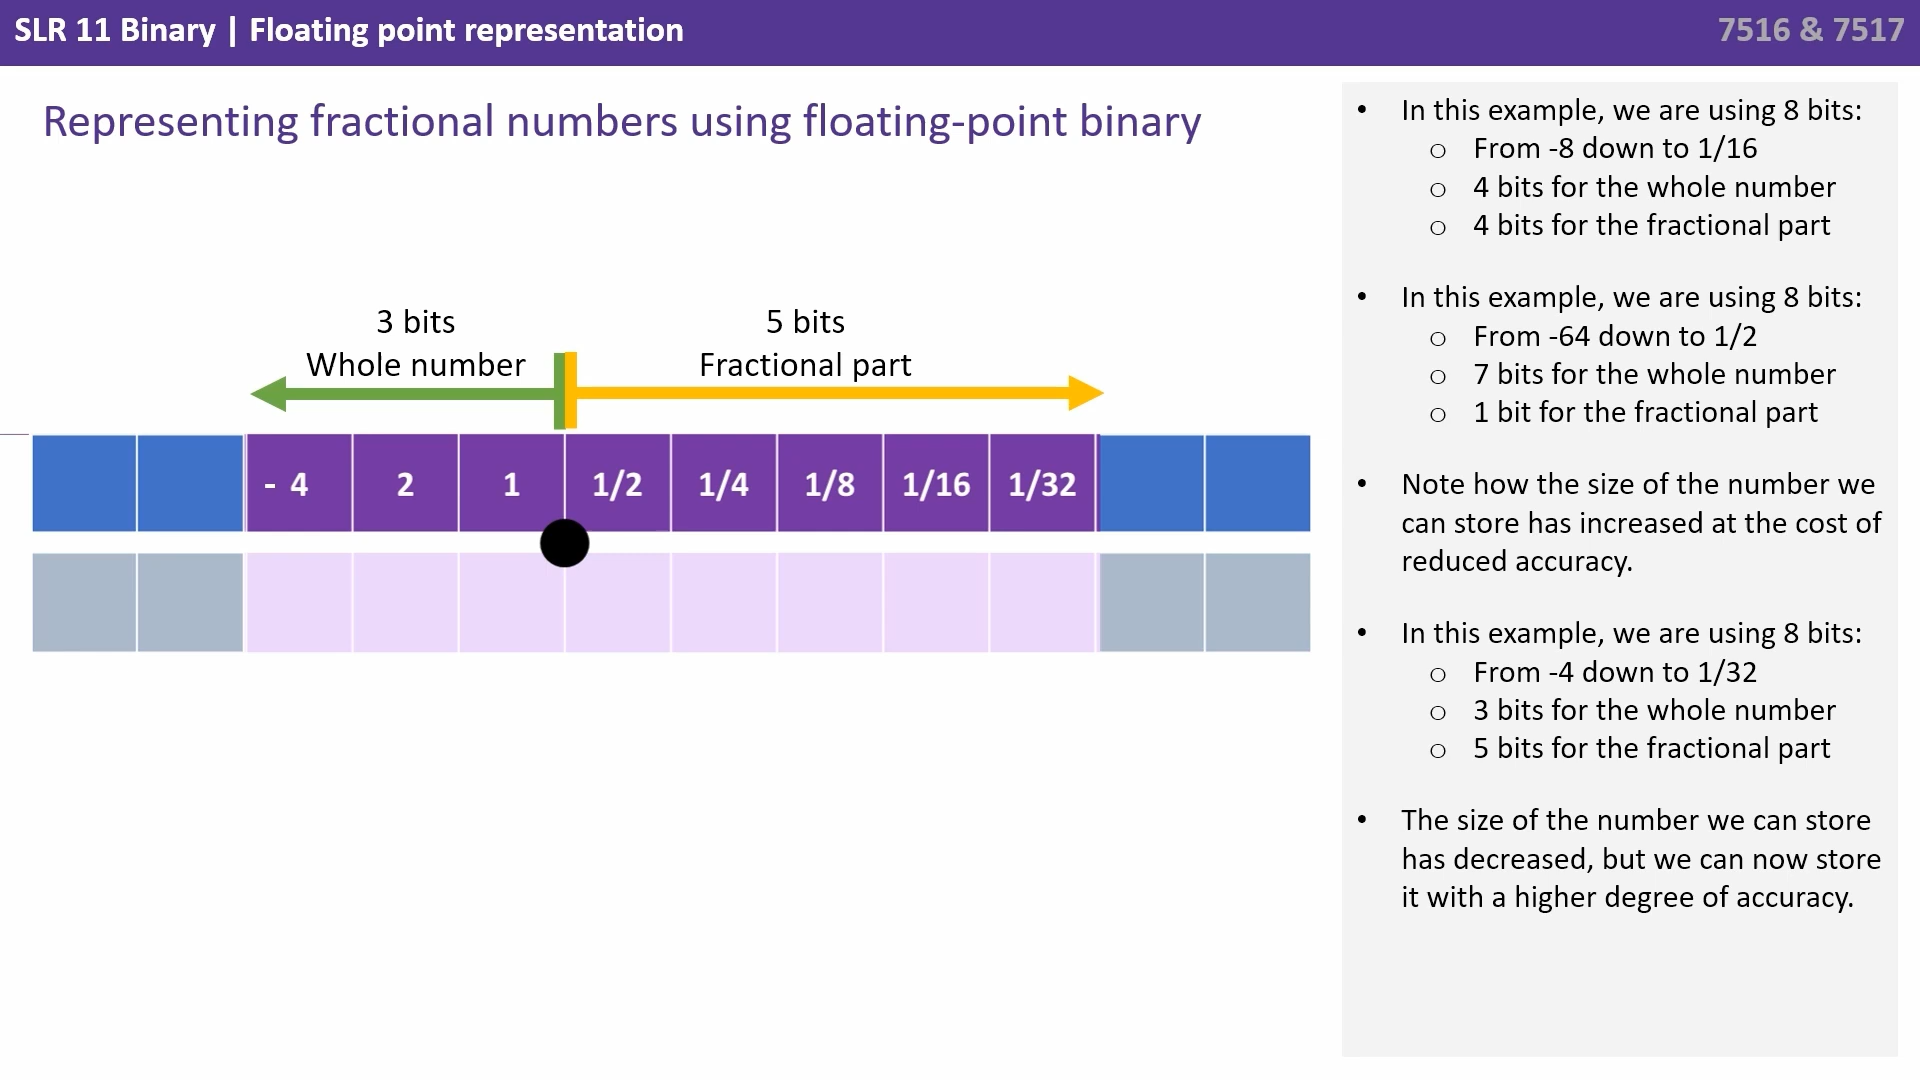 SLR 11 Binary | Floating point representation
7516 & 7517
Representing fractional numbers using floating-point binary
3 bits
Whole number
5 bits
Fractional part
- 4 2 1 1/2 1/4 1/8 1/16 1/32
• In this example, we are using 8 bits:
o From -8 down to 1/16
o 4 bits for the whole number
o 4 bits for the fractional part
• In this example, we are using 8 bits:
o From -64 down to 1/2
o 7 bits for the whole number
o 1 bit for the fractional part
• Note how the size of the number we
can store has increased at the cost of
reduced accuracy.
• In this example, we are using 8 bits:
o From -4 down to 1/32
o 3 bits for the whole number
o 5 bits for the fractional part
• The size of the number we can store
has decreased, but we can now store
it with a higher degree of accuracy.